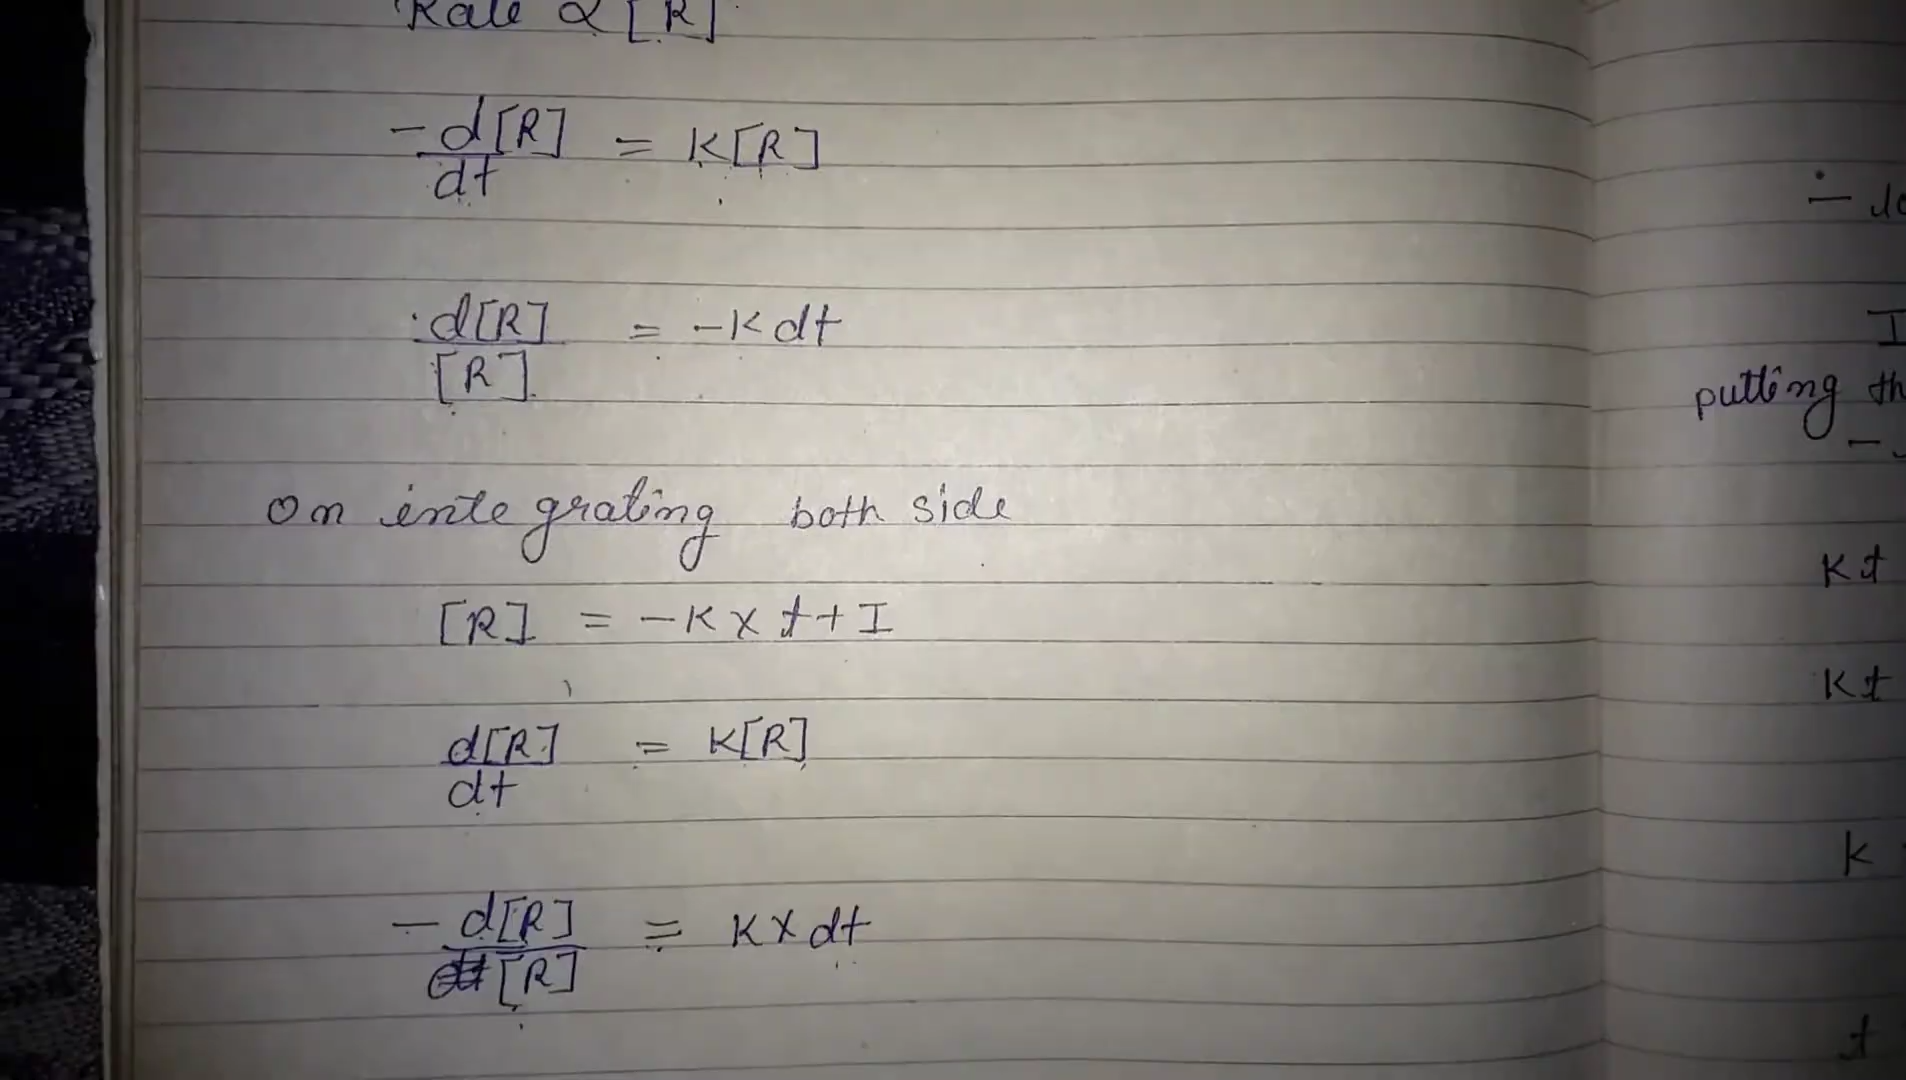 Rate α [R]
-d[R]/dt = K[R]
d[R]/[R] = -K dt
on integrating both side
[R] = -K x t + I
d[R]/dt = K[R]
-d[R]/[R] = K x dt
I
putting
Kt
Kt
K
t